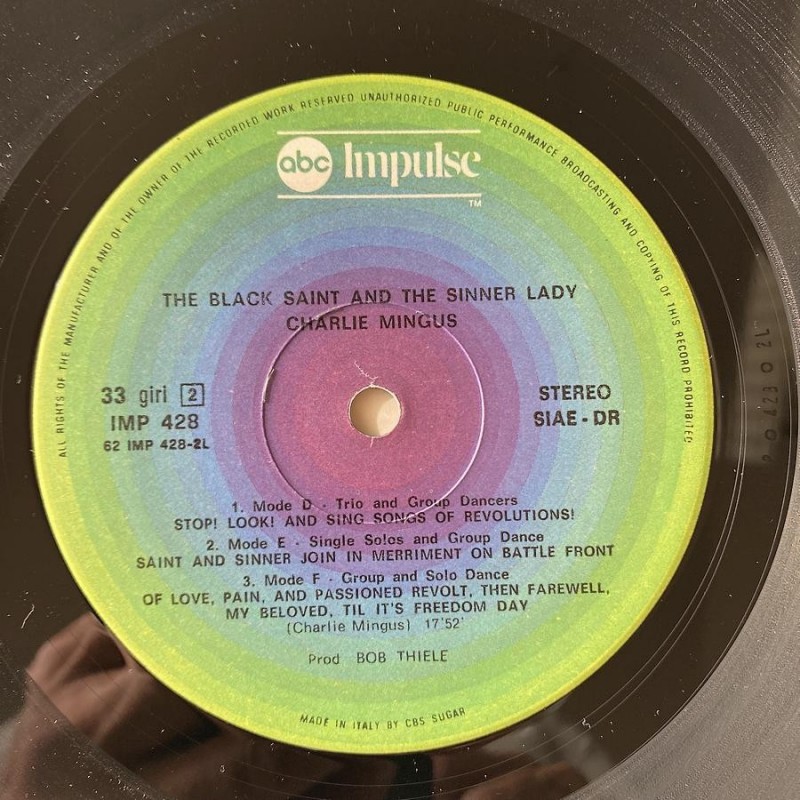 ALL RIGHTS OF THE MANUFACTURER AND OF THE OWNER OF THE RECORDED WORK RESERVED UNAUTHORIZED PUBLIC PERFORMANCE BROADCASTING AND COPYING OF THIS RECORD PROHIBITED
abc Impulse
TM
THE BLACK SAINT AND THE SINNER LADY
CHARLIE MINGUS
33 giri 2
IMP 428
62 IMP 428-2L
STEREO
SIAE - DR
1. Mode D - Trio and Group Dancers
STOP! LOOK! AND SING SONGS OF REVOLUTIONS!
2. Mode E - Single Solos and Group Dance
SAINT AND SINNER JOIN IN MERRIMENT ON BATTLE FRONT
3. Mode F - Group and Solo Dance
OF LOVE, PAIN, AND PASSIONED REVOLT, THEN FAREWELL,
MY BELOVED, TIL IT'S FREEDOM DAY
(Charlie Mingus) 17'52'
Prod BOB THIELE
MADE IN ITALY BY CBS SUGAR